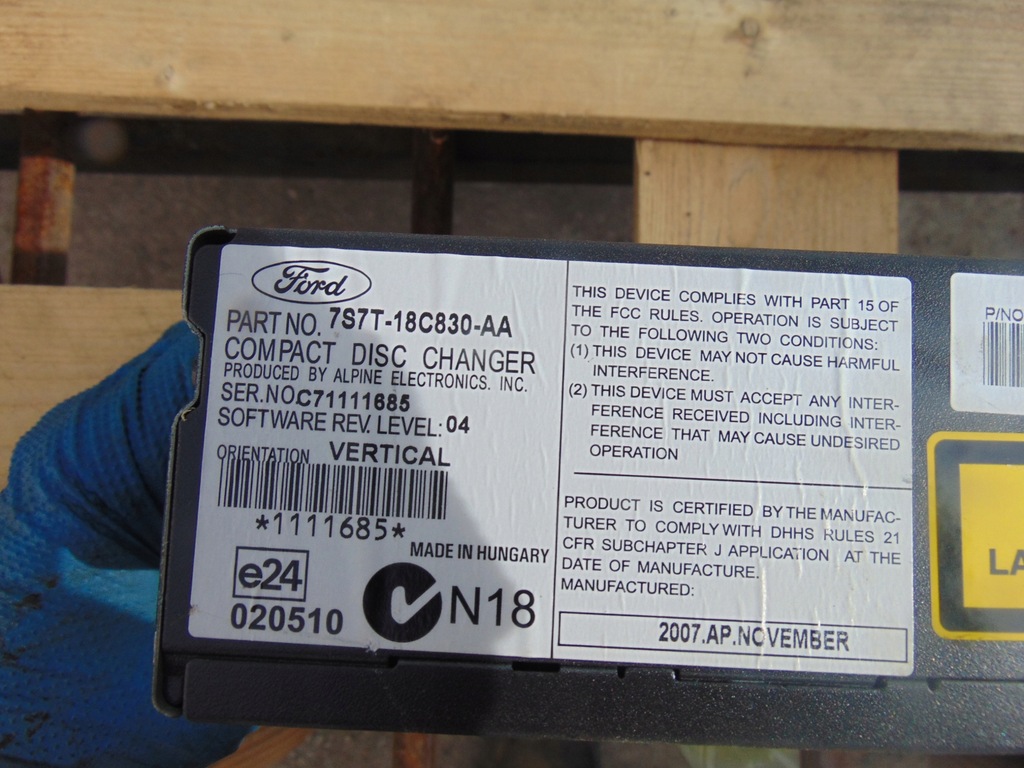 Ford
PART NO. 7S7T-18C830-AA
COMPACT DISC CHANGER
PRODUCED BY ALPINE ELECTRONICS. INC.
SER.NO.C71111685
SOFTWARE REV. LEVEL: 04
ORIENTATION VERTICAL
*1111685*
MADE IN HUNGARY
e24
020510
N18
THIS DEVICE COMPLIES WITH PART 15 OF
THE FCC RULES. OPERATION IS SUBJECT
TO THE FOLLOWING TWO CONDITIONS:
(1) THIS DEVICE MAY NOT CAUSE HARMFUL
INTERFERENCE.
(2) THIS DEVICE MUST ACCEPT ANY INTER-
FERENCE RECEIVED INCLUDING INTER-
FERENCE THAT MAY CAUSE UNDESIRED
OPERATION
PRODUCT IS CERTIFIED BY THE MANUFAC-
TURER TO COMPLY WITH DHHS RULES 21
CFR SUBCHAPTER J APPLICATION AT THE
DATE OF MANUFACTURE.
MANUFACTURED:
2007.AP.NOVEMBER
P/NO
LA